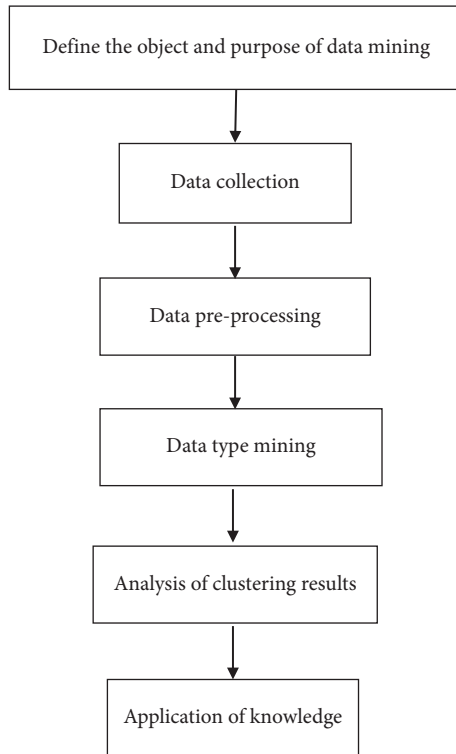 Define the object and purpose of data mining
Data collection
Data pre-processing
Data type mining
Analysis of clustering results
Application of knowledge